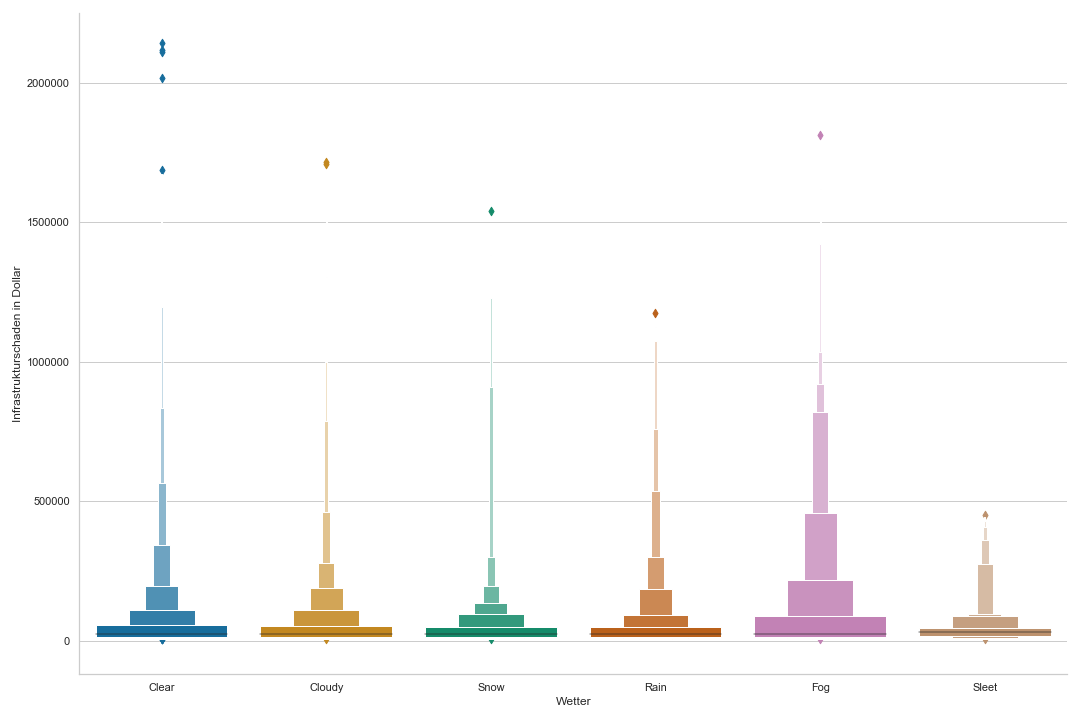 Infrastrukturschaden in Dollar
2000000
1500000
1000000
500000
0
Clear Cloudy Snow Rain Fog Sleet
Wetter